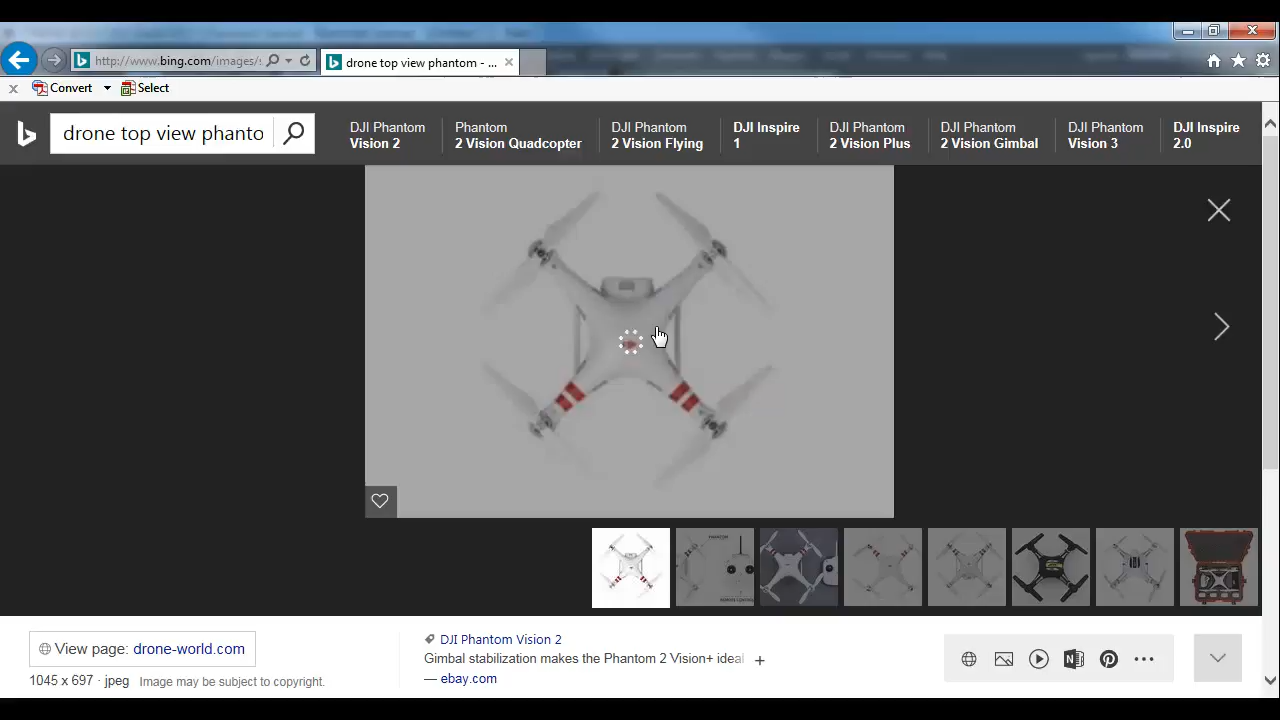 http://www.bing.com/images/s
drone top view phantom - ...
x Convert Select
drone top view phanto
DJI Phantom
Vision 2
Phantom
2 Vision Quadcopter
DJI Phantom
2 Vision Flying
DJI Inspire
1
DJI Phantom
2 Vision Plus
DJI Phantom
2 Vision Gimbal
DJI Phantom
Vision 3
DJI Inspire
2.0
PHANTOM
View page: drone-world.com
1045 x 697 · jpeg Image may be subject to copyright.
DJI Phantom Vision 2
Gimbal stabilization makes the Phantom 2 Vision+ ideal
— ebay.com